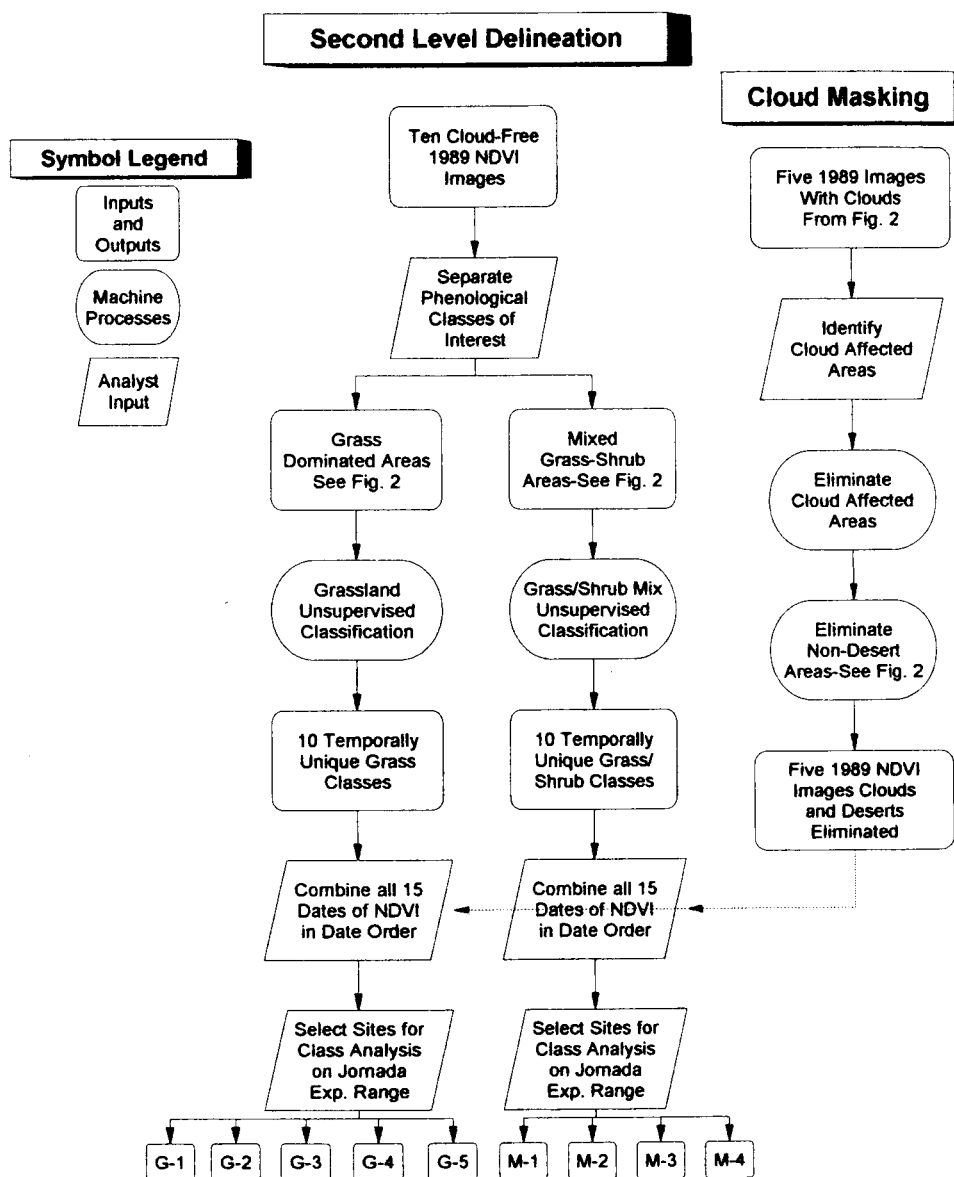 Second Level Delineation
Cloud Masking
Symbol Legend
Inputs
and
Outputs
Machine
Processes
Analyst
Input
Ten Cloud-Free
1989 NDVI
Images
Separate
Phenological
Classes of
Interest
Grass
Dominated Areas
See Fig. 2
Mixed
Grass-Shrub
Areas-See Fig. 2
Grassland
Unsupervised
Classification
Grass/Shrub Mix
Unsupervised
Classification
10 Temporally
Unique Grass
Classes
10 Temporally
Unique Grass/
Shrub Classes
Combine all 15
Dates of NDVI
in Date Order
Combine all 15
Dates of NDVI
in Date Order
Select Sites for
Class Analysis
on Jornada
Exp. Range
Select Sites for
Class Analysis
on Jornada
Exp. Range
G-1
G-2
G-3
G-4
G-5
M-1
M-2
M-3
M-4
Five 1989 Images
With Clouds
From Fig. 2
Identify
Cloud Affected
Areas
Eliminate
Cloud Affected
Areas
Eliminate
Non-Desert
Areas-See Fig. 2
Five 1989 NDVI
Images Clouds
and Deserts
Eliminated